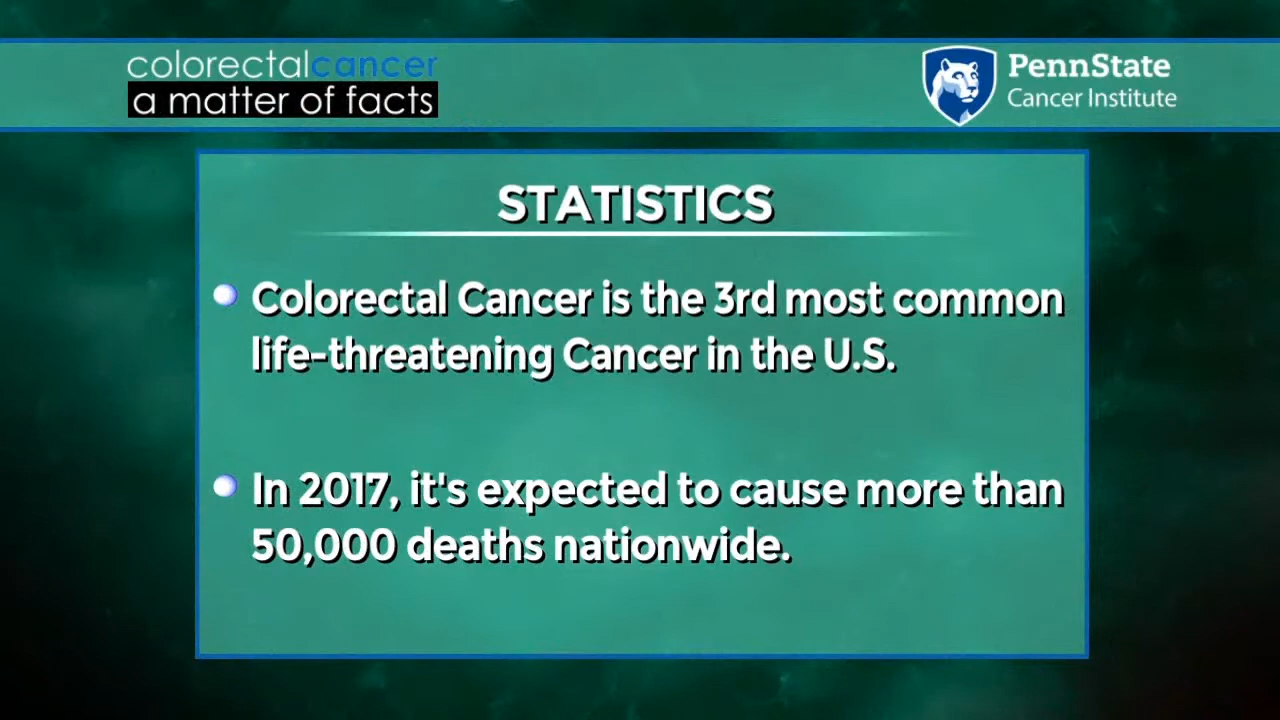 colorectalcancer
a matter of facts
PennState
Cancer Institute
STATISTICS
Colorectal Cancer is the 3rd most common
life-threatening Cancer in the U.S.
In 2017, it's expected to cause more than
50,000 deaths nationwide.